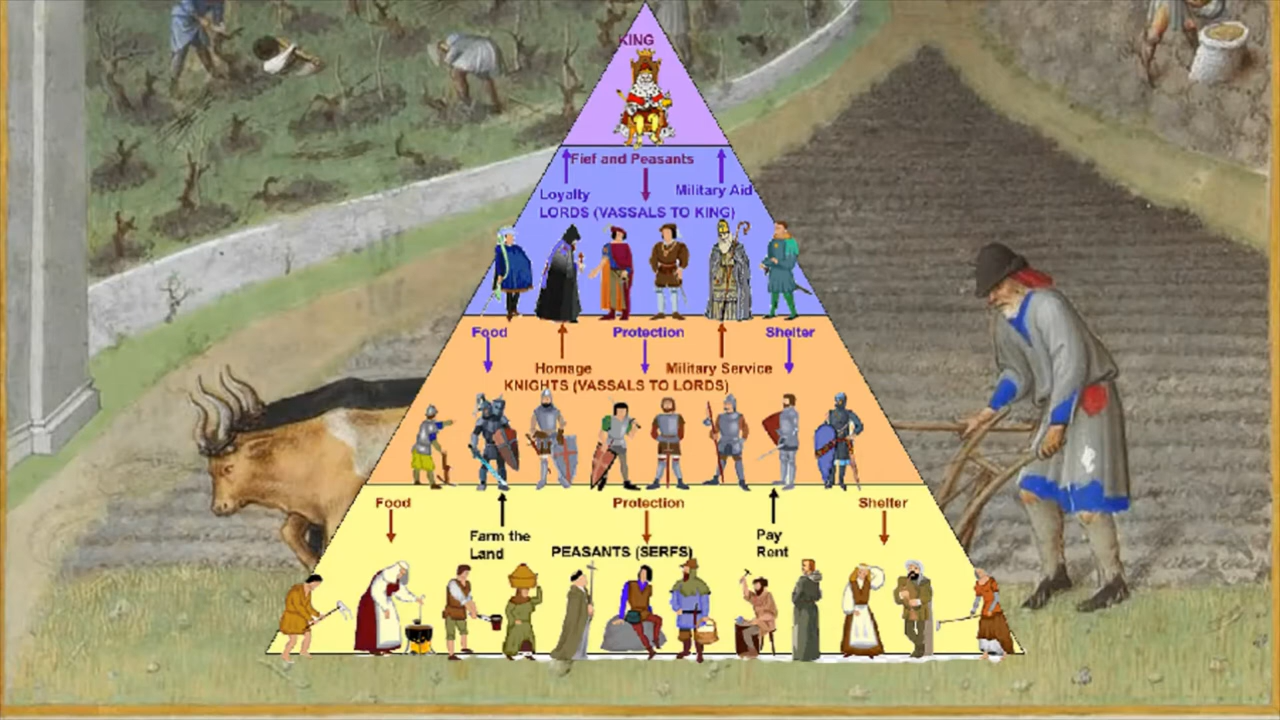 KING
Fief and Peasants
Loyalty
Military Aid
LORDS (VASSALS TO KING)
Food
Protection
Shelter
Homage
Military Service
KNIGHTS (VASSALS TO LORDS)
Food
Protection
Shelter
Farm the
Land
PEASANTS (SERFS)
Pay
Rent